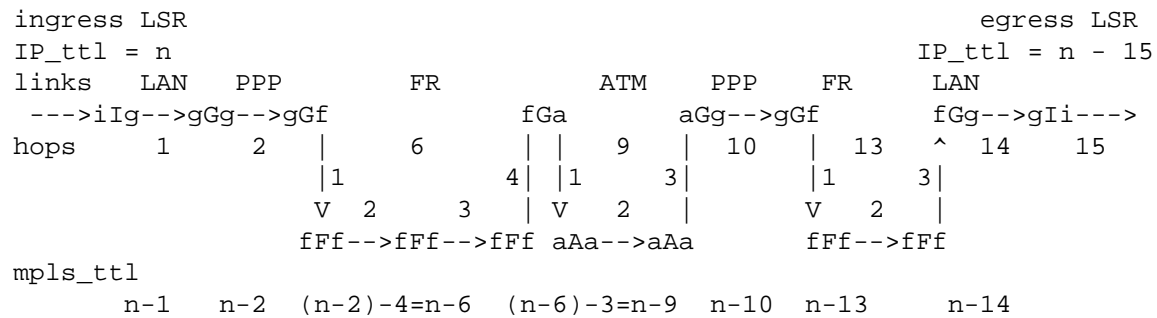 ingress LSR                                               egress LSR
IP_ttl = n                                            IP_ttl = n - 15
links    LAN   PPP          FR            ATM    PPP     FR     LAN
 --->iIg-->gGg-->gGf             fGa       aGg-->gGf        fGg-->gIi--->
hops      1     2   |      6      | |   9   |  10   |  13   ^  14    15
                    |1           4| |1     3|       |1     3|
                    V  2     3    | V   2   |       V   2   |
                   fFf-->fFf-->fFf aAa-->aAa       fFf-->fFf
mpls_ttl
       n-1   n-2  (n-2)-4=n-6  (n-6)-3=n-9  n-10  n-13     n-14